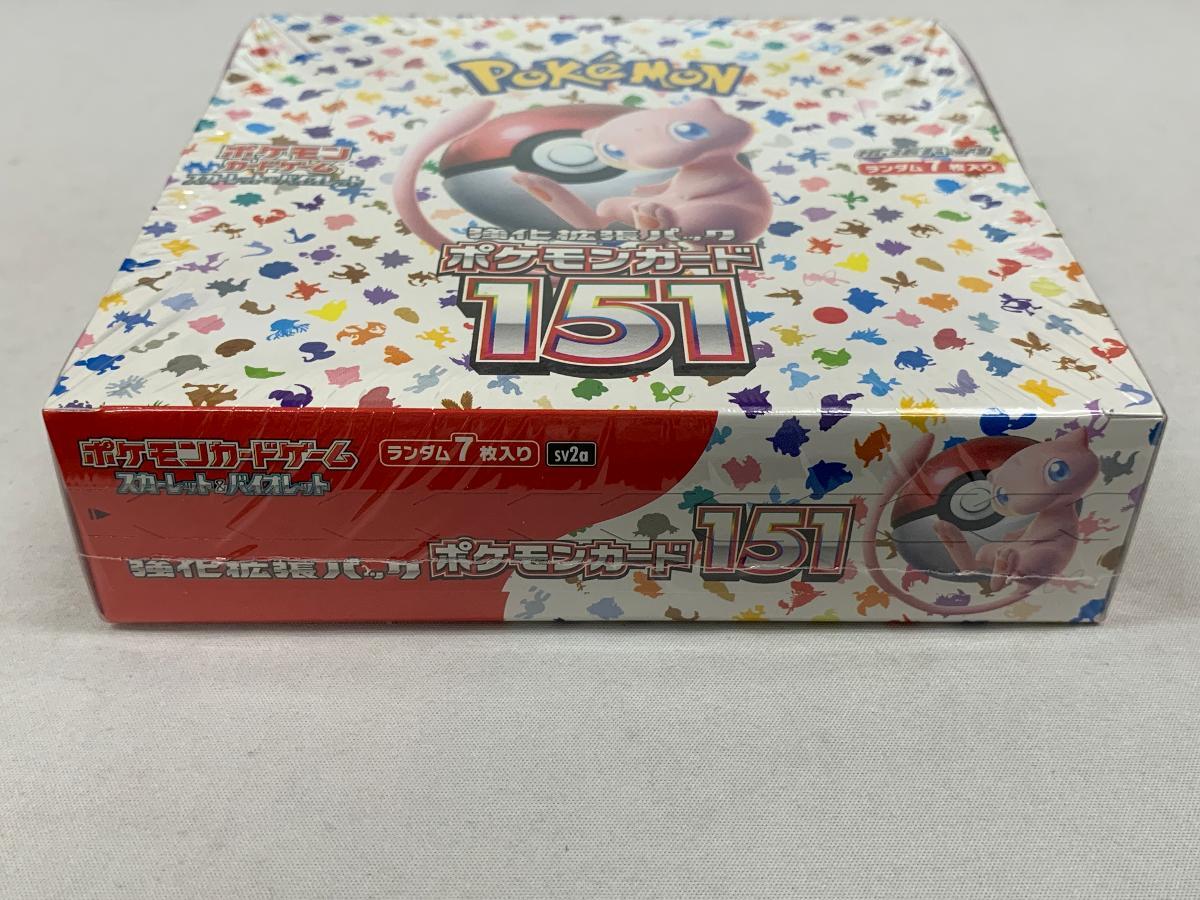 POKéMON
ポケモン
カードゲーム
スカーレット&バイオレット
ランダム7枚入り
強化拡張パック
ポケモンカード
151
ポケモンカードゲーム
スカーレット&バイオレット
ランダム7枚入り sv2a
強化拡張パック ポケモンカード 151